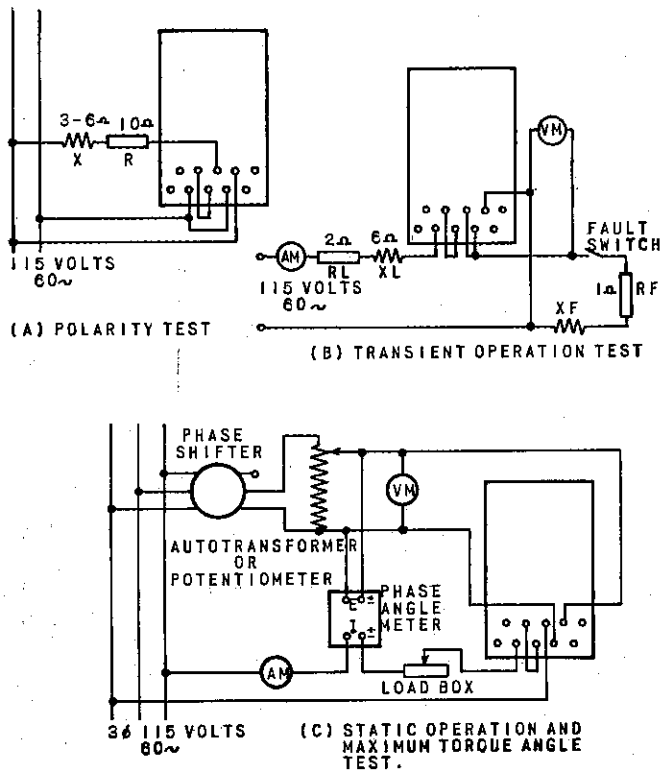 3-6Ω 10Ω
X R
115 VOLTS
60~
(A) POLARITY TEST
VM
FAULT
SWITCH
2Ω 6Ω
AM
RL XL
115 VOLTS
60~
1Ω RF
XF
(B) TRANSIENT OPERATION TEST
PHASE
SHIFTER
VM
AUTOTRANSFORMER
OR
POTENTIOMETER
PHASE
ANGLE
METER
E ±
I ±
AM
LOAD BOX
3ϕ 115 VOLTS
60~
(C) STATIC OPERATION AND
MAXIMUM TORQUE ANGLE
TEST.